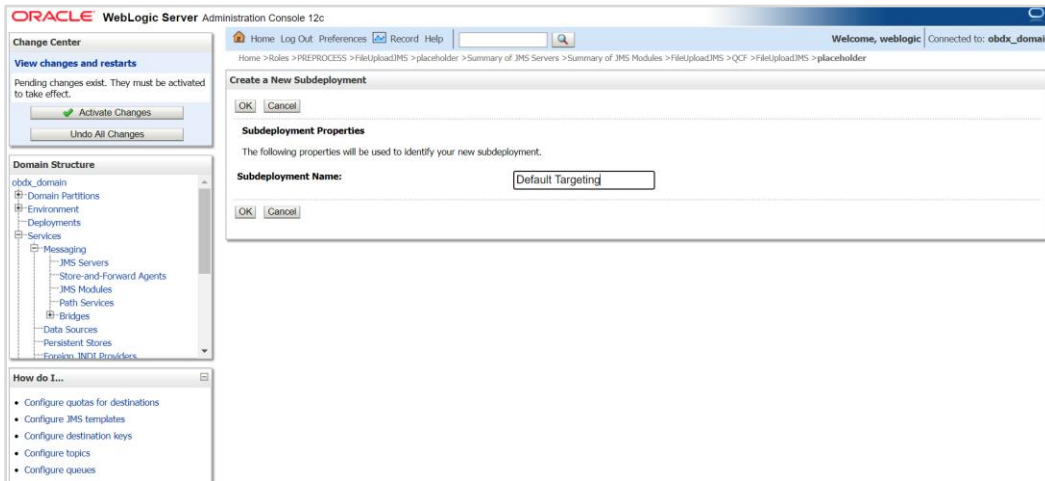 ORACLE WebLogic Server Administration Console 12c
Change Center
View changes and restarts
Pending changes exist. They must be activated
to take effect.
Activate Changes
Undo All Changes
Domain Structure
obdx_domain
Domain Partitions
Environment
Deployments
Services
Messaging
JMS Servers
Store-and-Forward Agents
JMS Modules
Path Services
Bridges
Data Sources
Persistent Stores
Foreign JNDI Providers
How do I...
• Configure quotas for destinations
• Configure JMS templates
• Configure destination keys
• Configure topics
• Configure queues
Home Log Out Preferences Record Help
Welcome, weblogic Connected to: obdx_domai
Home >Roles >PREPROCESS >FileUploadJMS >placeholder >Summary of JMS Servers >Summary of JMS Modules >FileUploadJMS >QCF >FileUploadJMS >placeholder
Create a New Subdeployment
OK Cancel
Subdeployment Properties
The following properties will be used to identify your new subdeployment.
Subdeployment Name: Default Targeting
OK Cancel